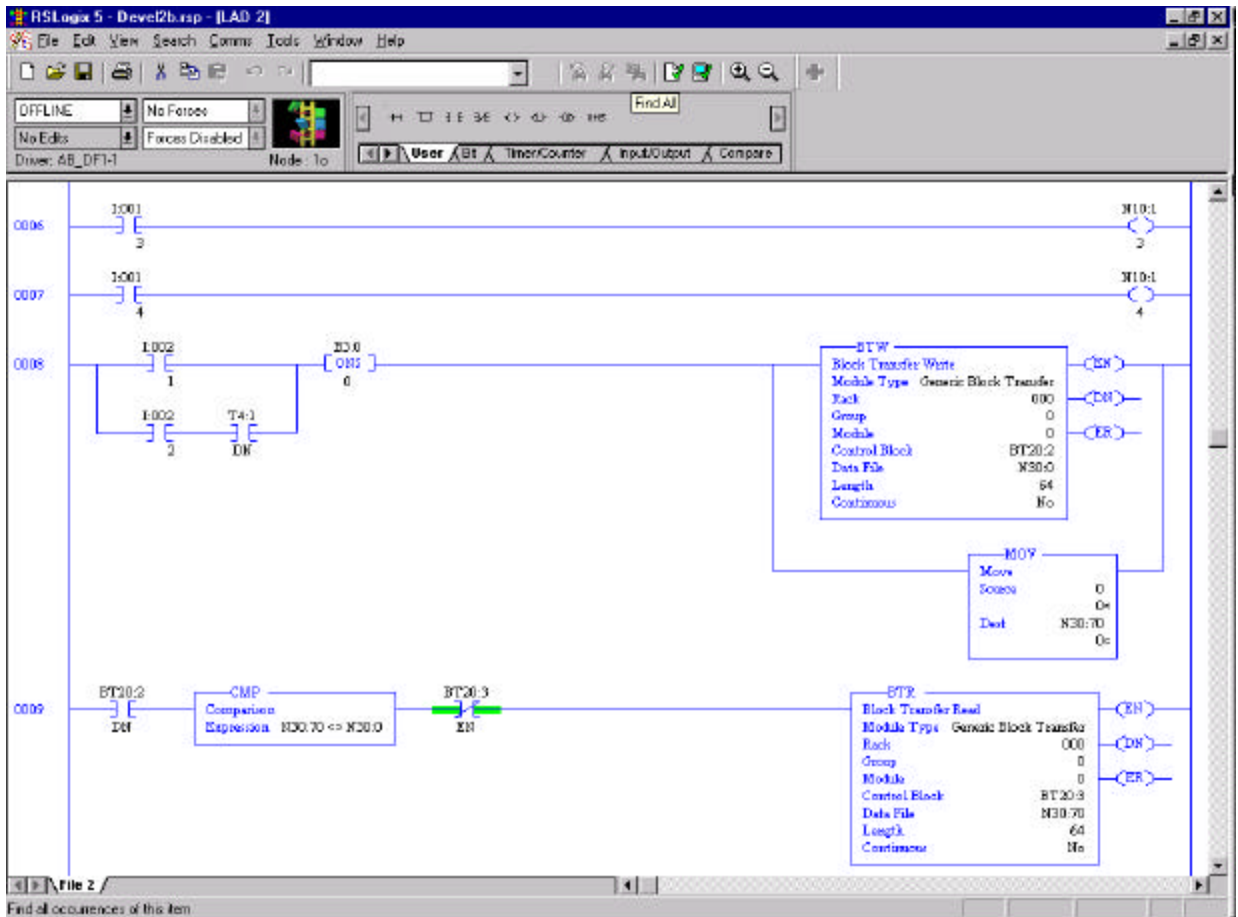 RSLogix 5 - Devel2b.rsp - [LAD 2]
File Edit View Search Comms Tools Window Help
Find All
OFFLINE
No Forces
No Edits
Forces Disabled
Driver: AB_DF1-1
Node: 1o
User
Bit
Timer/Counter
Input/Output
Compare
I:001
N10:1
0006
3
3
I:001
N10:1
0007
4
4
I:002
B3:0
BTW
0008
ONS
Block Transfer Write
EN
1
0
Module Type Generic Block Transfer
Rack 000
DN
I:002
T4:1
Group 0
Module 0
ER
2
DN
Control Block BT20:2
Data File N30:0
Length 64
Continuous No
MOV
Move
Source 0
0<
Dest N30:70
0<
BT20:2
CMP
BT20:3
BTR
0009
Comparison
Block Transfer Read
EN
DN
Expression N30:70 <> N30:0
EN
Module Type Generic Block Transfer
Rack 000
DN
Group 0
Module 0
ER
Control Block BT20:3
Data File N30:70
Length 64
Continuous No
File 2
Find all occurrences of this item